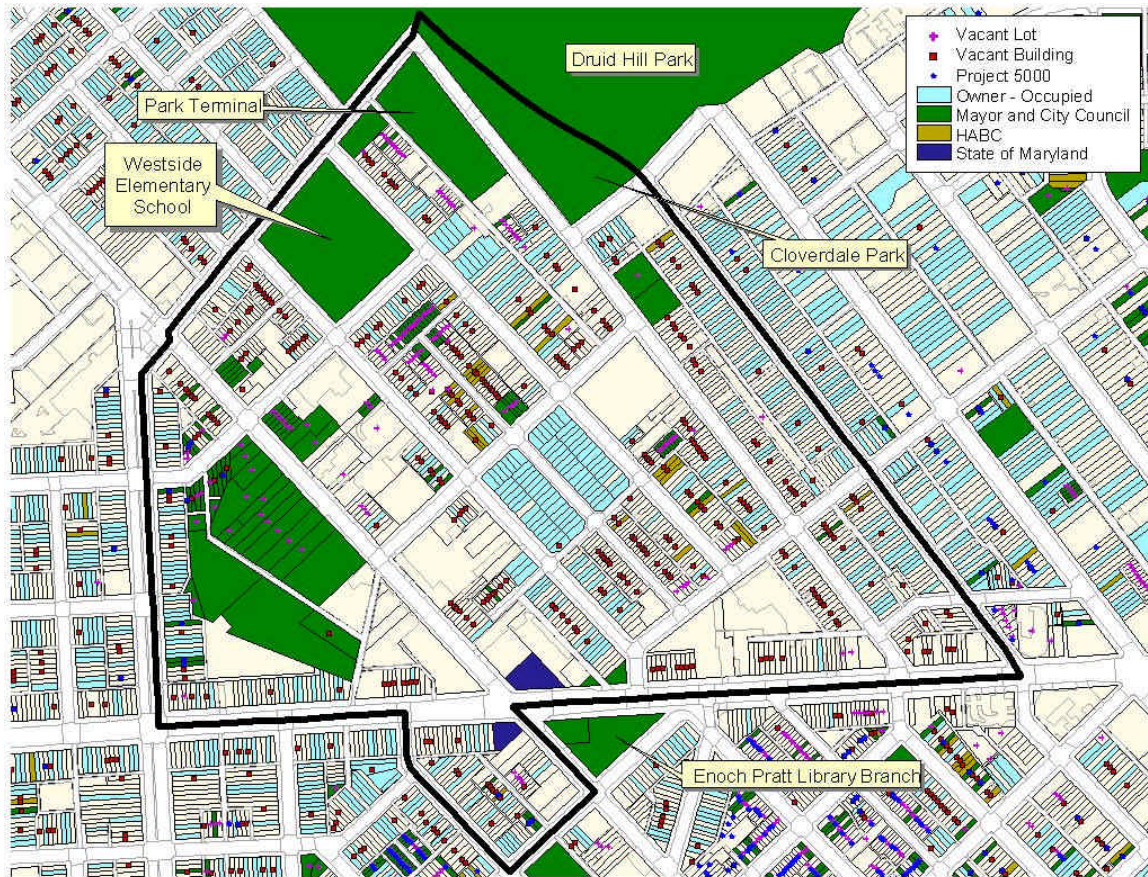 Druid Hill Park
Vacant Lot
Vacant Building
Project 5000
Owner - Occupied
Mayor and City Council
HABC
State of Maryland
Park Terminal
Westside
Elementary
School
Cloverdale Park
Enoch Pratt Library Branch